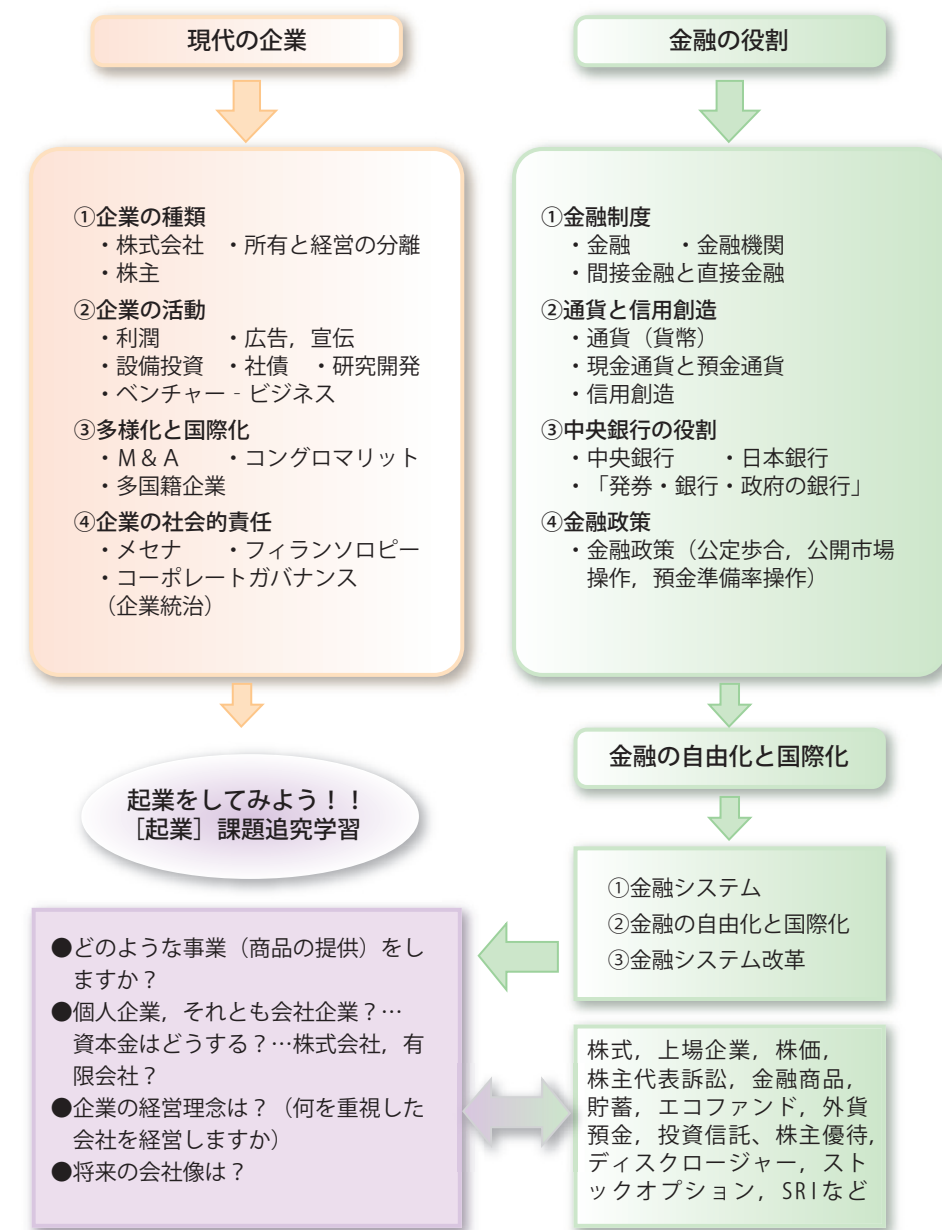 現代の企業
①企業の種類
・株式会社 ・所有と経営の分離
・株主
②企業の活動
・利潤 ・広告，宣伝
・設備投資 ・社債 ・研究開発
・ベンチャー‐ビジネス
③多様化と国際化
・Ｍ＆Ａ ・コングロマリット
・多国籍企業
④企業の社会的責任
・メセナ ・フィランソロピー
・コーポレートガバナンス
（企業統治）
起業をしてみよう！！
［起業］課題追究学習
●どのような事業（商品の提供）をし
ますか？
●個人企業，それとも会社企業？…
資本金はどうする？…株式会社，有
限会社？
●企業の経営理念は？（何を重視した
会社を経営しますか）
●将来の会社像は？
金融の役割
①金融制度
・金融 ・金融機関
・間接金融と直接金融
②通貨と信用創造
・通貨（貨幣）
・現金通貨と預金通貨
・信用創造
③中央銀行の役割
・中央銀行 ・日本銀行
・「発券・銀行・政府の銀行」
④金融政策
・金融政策（公定歩合，公開市場
操作，預金準備率操作）
金融の自由化と国際化
①金融システム
②金融の自由化と国際化
③金融システム改革
株式，上場企業，株価，
株主代表訴訟，金融商品，
貯蓄，エコファンド，外貨
預金，投資信託、株主優待，
ディスクロージャー，スト
ックオプション，SRIなど